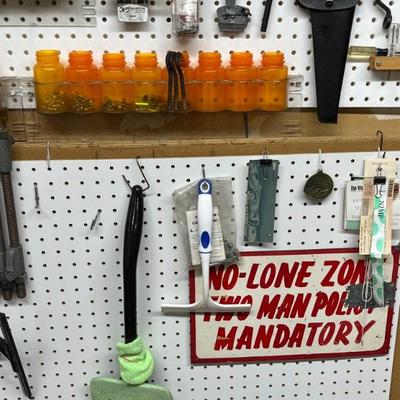 NO-LONE ZONE
TWO MAN POLICY
MANDATORY